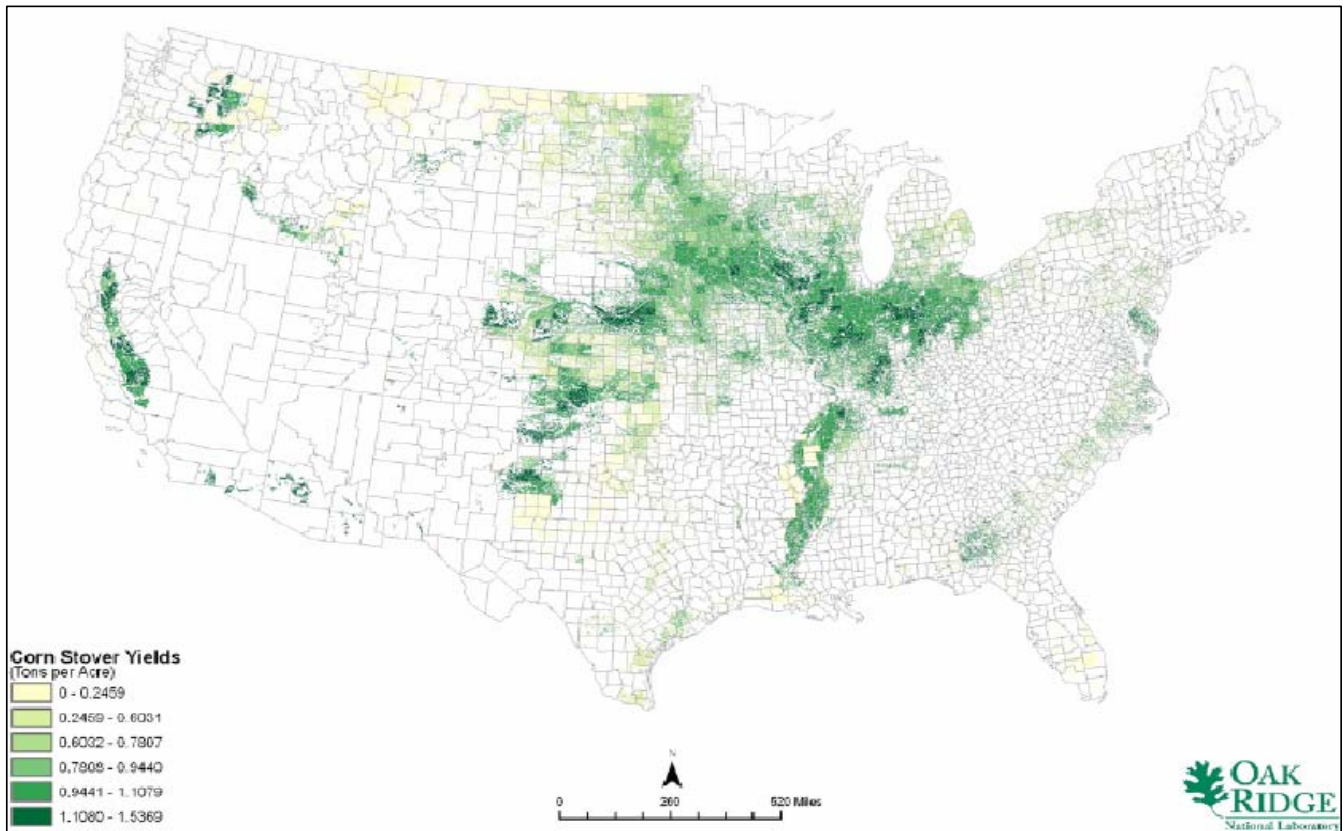 Corn Stover Yields
(Tons per Acre)
0 - 0.2459
0.2459 - 0.6031
0.6032 - 0.7807
0.7808 - 0.9440
0.9441 - 1.1079
1.1080 - 1.5369
N
0 260 520 Miles
OAK
RIDGE
National Laboratory